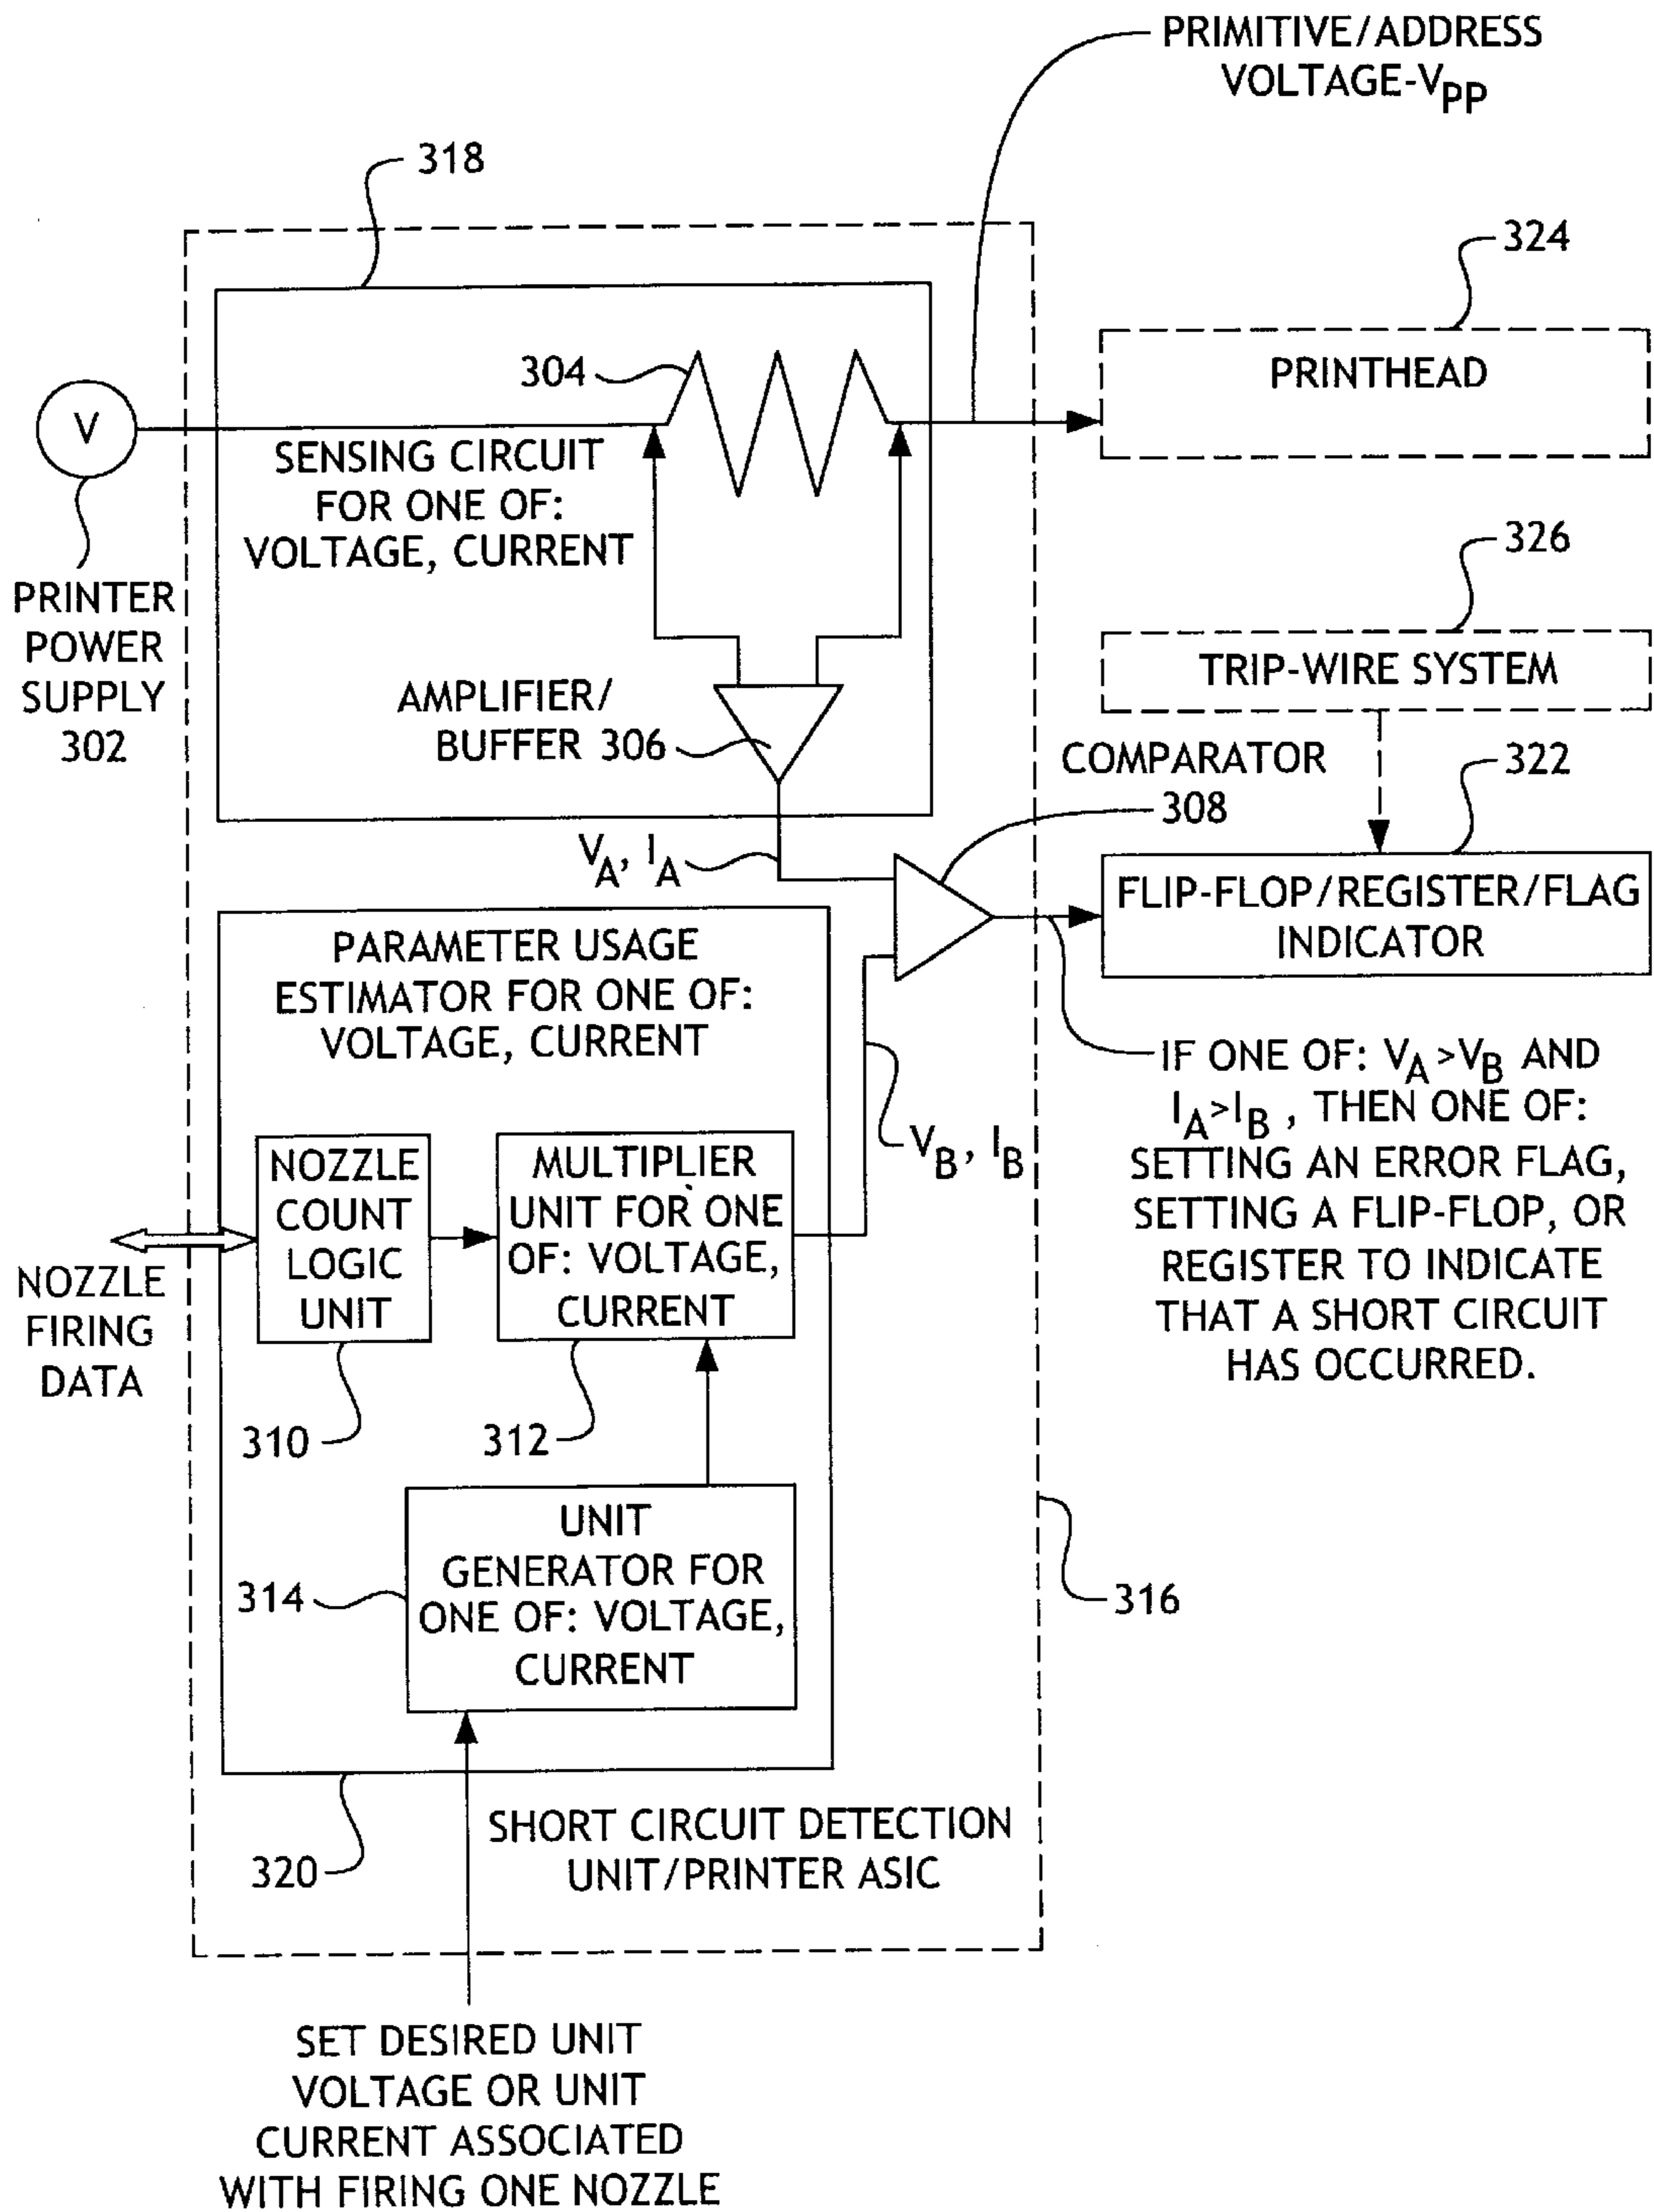 PRIMITIVE/ADDRESS
VOLTAGE-VPP
318
324
304
PRINTHEAD
V
SENSING CIRCUIT
FOR ONE OF:
VOLTAGE, CURRENT
326
PRINTER
POWER
SUPPLY
302
TRIP-WIRE SYSTEM
AMPLIFIER/
BUFFER 306
COMPARATOR
308
322
VA, IA
FLIP-FLOP/REGISTER/FLAG
INDICATOR
PARAMETER USAGE
ESTIMATOR FOR ONE OF:
VOLTAGE, CURRENT
IF ONE OF: VA>VB AND
IA>IB, THEN ONE OF:
SETTING AN ERROR FLAG,
SETTING A FLIP-FLOP, OR
REGISTER TO INDICATE
THAT A SHORT CIRCUIT
HAS OCCURRED.
VB, IB
NOZZLE
COUNT
LOGIC
UNIT
MULTIPLIER
UNIT FOR ONE
OF: VOLTAGE,
CURRENT
NOZZLE
FIRING
DATA
310
312
UNIT
GENERATOR FOR
ONE OF: VOLTAGE,
CURRENT
314
316
SHORT CIRCUIT DETECTION
UNIT/PRINTER ASIC
320
SET DESIRED UNIT
VOLTAGE OR UNIT
CURRENT ASSOCIATED
WITH FIRING ONE NOZZLE